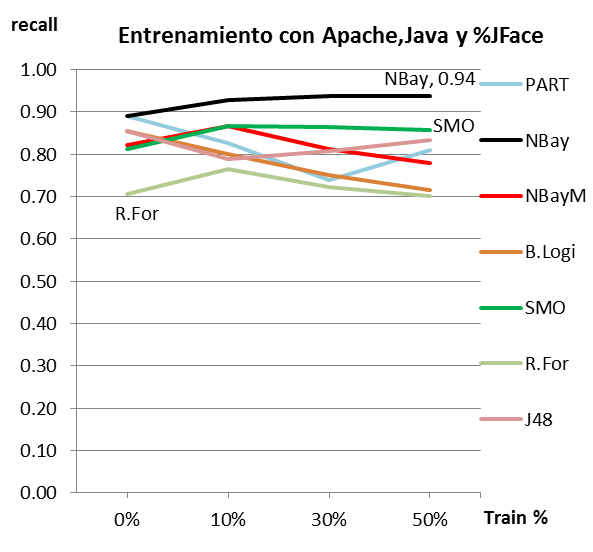 recall
Entrenamiento con Apache,Java y %JFace
1.00
0.90
0.80
0.70
0.60
0.50
0.40
0.30
0.20
0.10
0.00
NBay, 0.94
SMO
R.For
0%
10%
30%
50%
Train %
PART
NBay
NBayM
B.Logi
SMO
R.For
J48